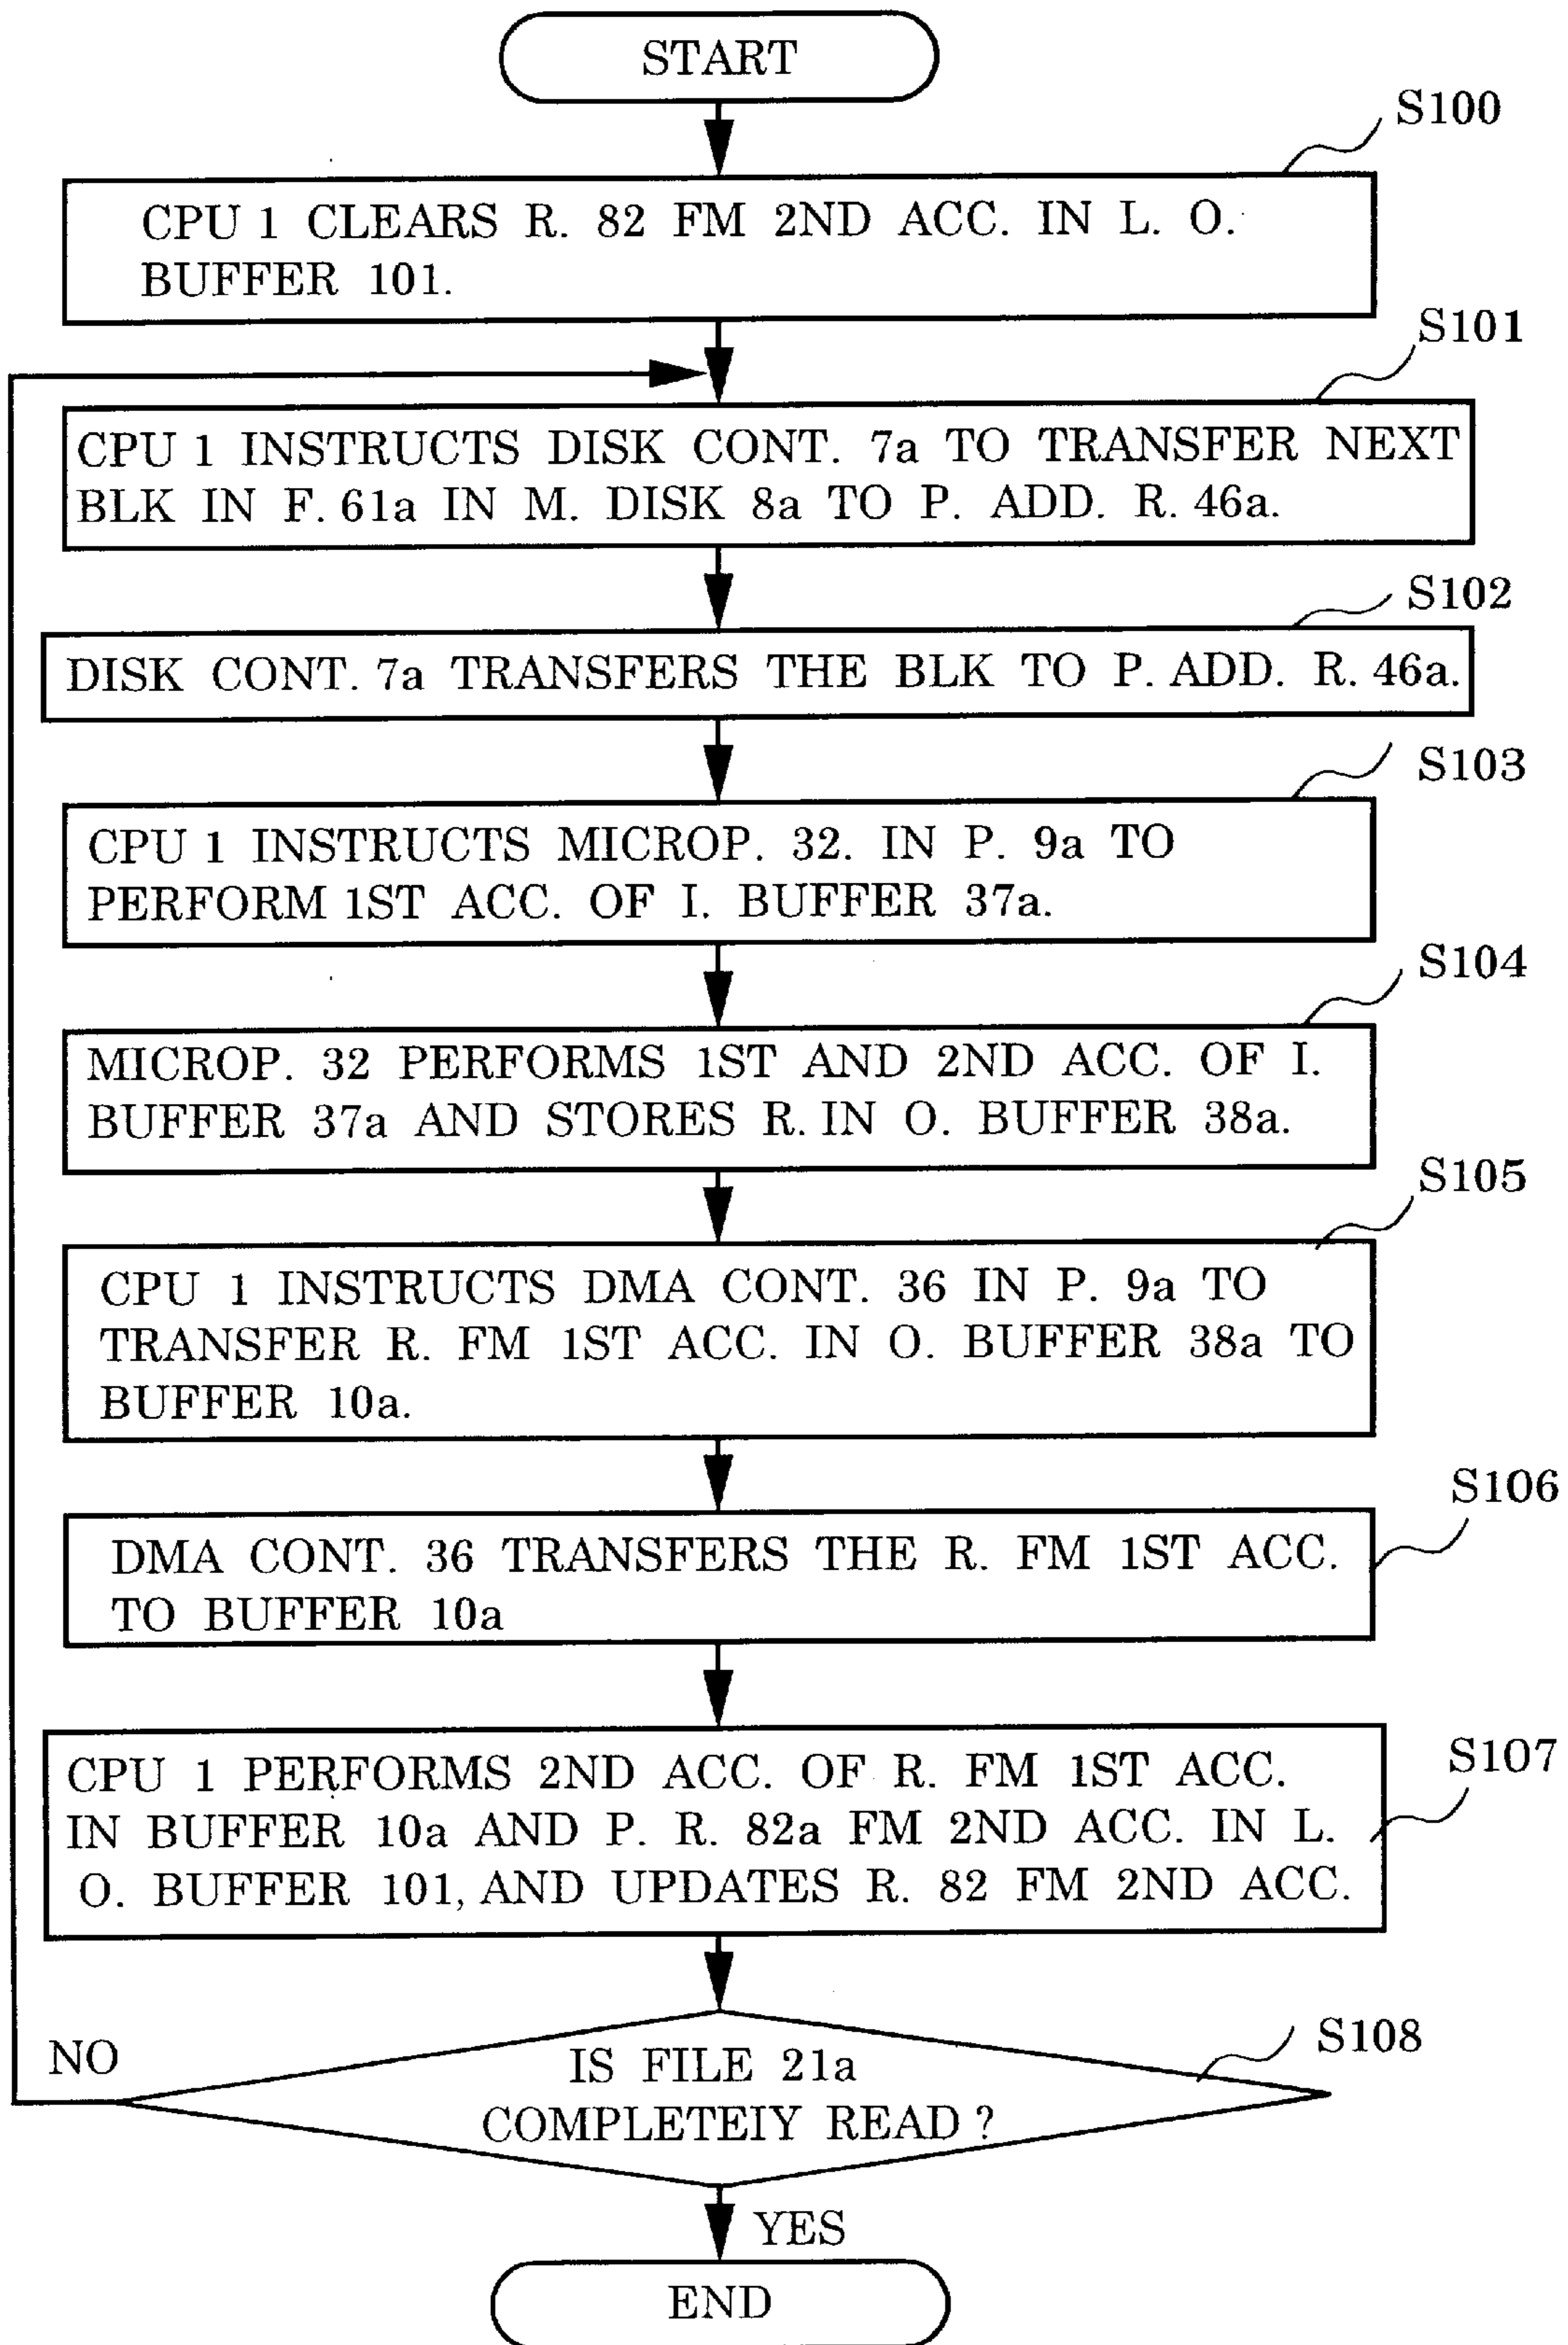 START
S100
CPU 1 CLEARS R. 82 FM 2ND ACC. IN L. O.
BUFFER 101.
S101
CPU 1 INSTRUCTS DISK CONT. 7a TO TRANSFER NEXT
BLK IN F. 61a IN M. DISK 8a TO P. ADD. R. 46a.
S102
DISK CONT. 7a TRANSFERS THE BLK TO P. ADD. R. 46a.
S103
CPU 1 INSTRUCTS MICROP. 32. IN P. 9a TO
PERFORM 1ST ACC. OF I. BUFFER 37a.
S104
MICROP. 32 PERFORMS 1ST AND 2ND ACC. OF I.
BUFFER 37a AND STORES R. IN O. BUFFER 38a.
S105
CPU 1 INSTRUCTS DMA CONT. 36 IN P. 9a TO
TRANSFER R. FM 1ST ACC. IN O. BUFFER 38a TO
BUFFER 10a.
S106
DMA CONT. 36 TRANSFERS THE R. FM 1ST ACC.
TO BUFFER 10a
S107
CPU 1 PERFORMS 2ND ACC. OF R. FM 1ST ACC.
IN BUFFER 10a AND P. R. 82a FM 2ND ACC. IN L.
O. BUFFER 101, AND UPDATES R. 82 FM 2ND ACC.
S108
NO
IS FILE 21a
COMPLETEIY READ ?
YES
END